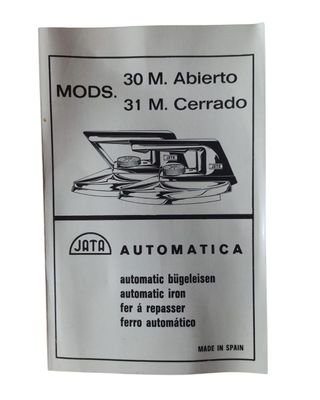 MODS. 30 M. Abierto
31 M. Cerrado
JATA AUTOMATICA
automatic bügeleisen
automatic iron
fer á repasser
ferro automático
MADE IN SPAIN